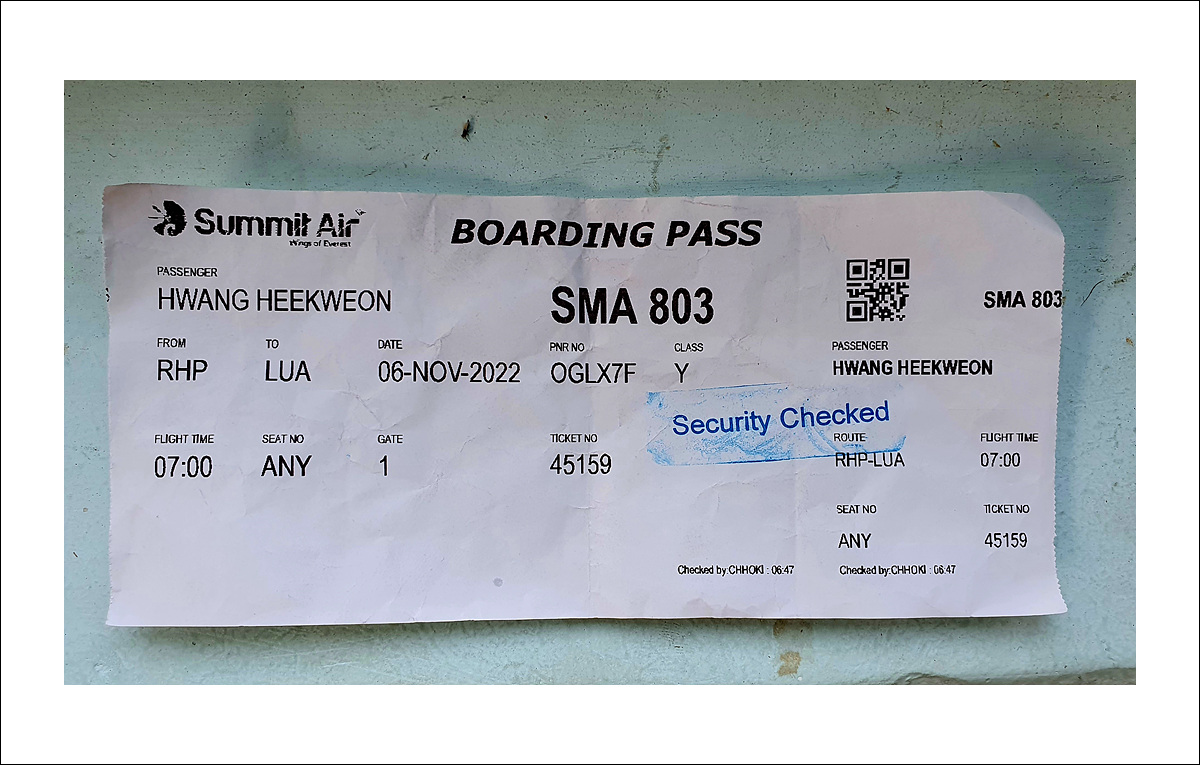 Summit Air
Wings of Everest
BOARDING PASS
PASSENGER
HWANG HEEKWEON
SMA 803
FROM TO DATE PNR NO CLASS
RHP LUA 06-NOV-2022 OGLX7F Y
FLIGHT TIME SEAT NO GATE TICKET NO
07:00 ANY 1 45159
Security Checked
Checked by:CHHOKI : 06:47
SMA 803
PASSENGER
HWANG HEEKWEON
ROUTE FLIGHT TIME
RHP-LUA 07:00
SEAT NO TICKET NO
ANY 45159
Checked by:CHHOKI : 06:47